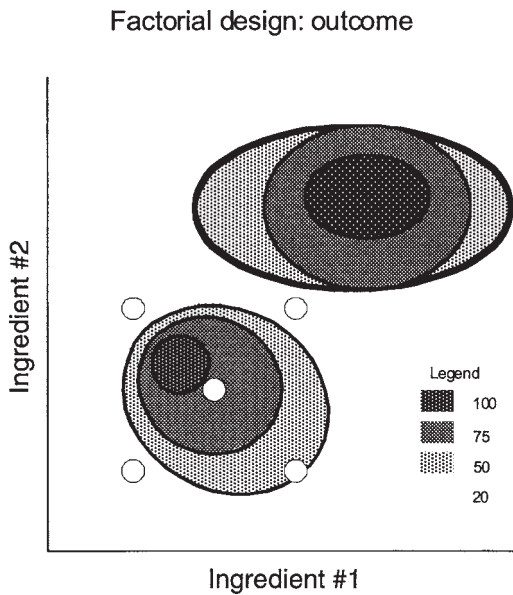 Factorial design: outcome
Ingredient #2
Legend
100
75
50
20
Ingredient #1